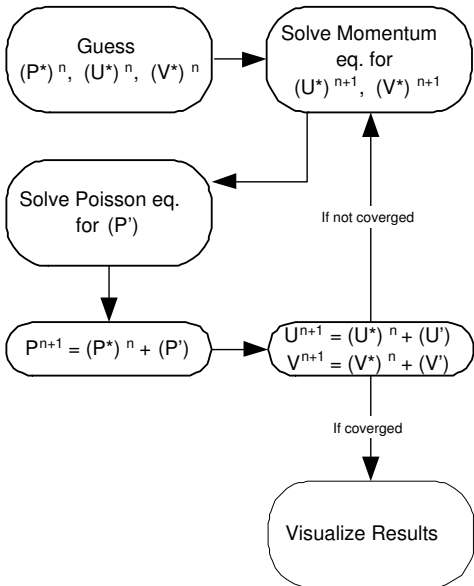 Guess
(P*) ⁿ, (U*) ⁿ, (V*) ⁿ
Solve Momentum
eq. for
(U*) ⁿ⁺¹, (V*) ⁿ⁺¹
Solve Poisson eq.
for (P')
If not coverged
Pⁿ⁺¹ = (P*) ⁿ + (P')
Uⁿ⁺¹ = (U*) ⁿ + (U')
Vⁿ⁺¹ = (V*) ⁿ + (V')
If coverged
Visualize Results